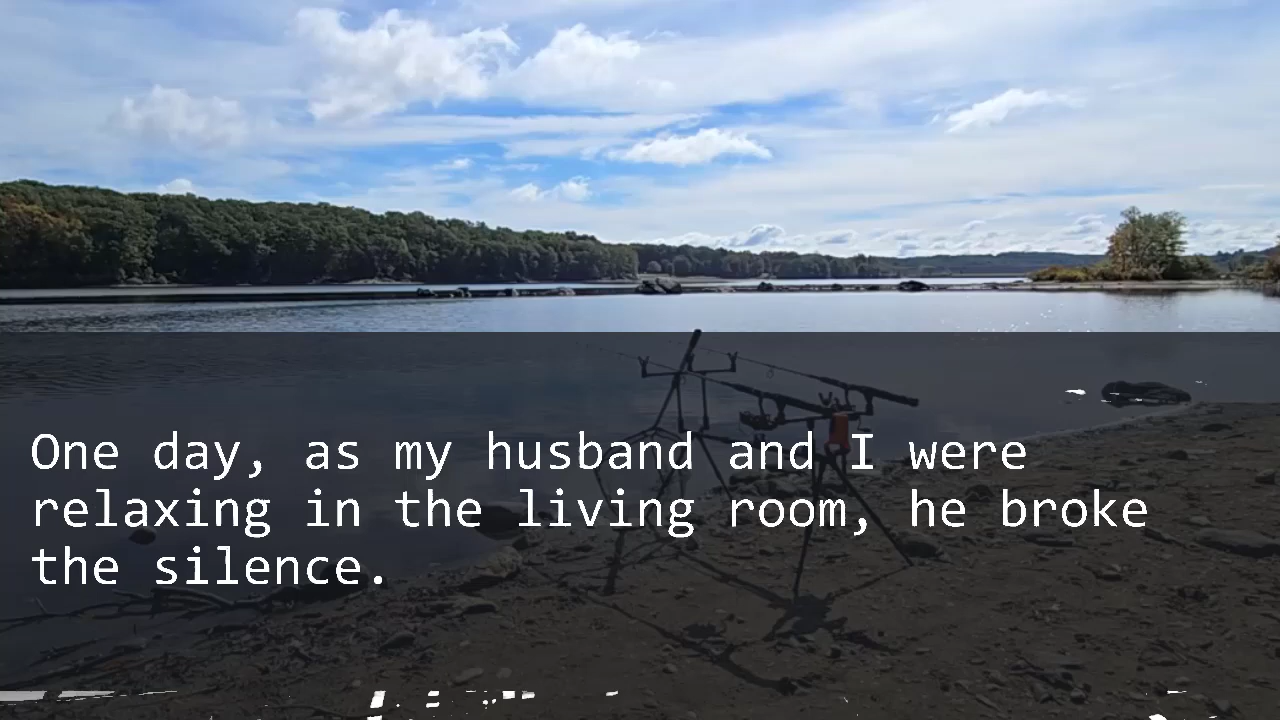 One day, as my husband and I were
relaxing in the living room, he broke
the silence.